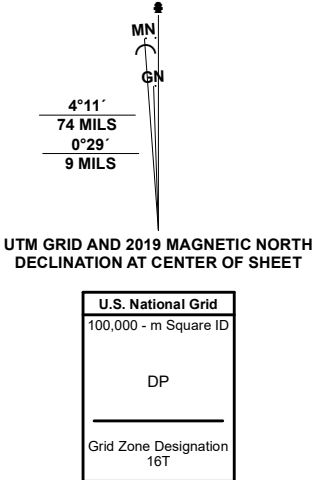 MN
GN
4°11´
74 MILS
0°29´
9 MILS
UTM GRID AND 2019 MAGNETIC NORTH
DECLINATION AT CENTER OF SHEET
U.S. National Grid
100,000 - m Square ID
DP
Grid Zone Designation
16T